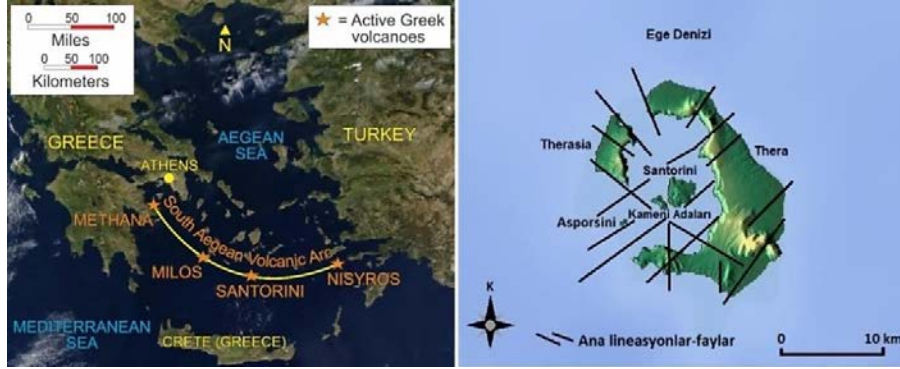 0 50 100
Miles
0 50 100
Kilometers
N
= Active Greek
volcanoes
GREECE
AEGEAN
SEA
TURKEY
ATHENS
METHANA
South Aegean Volcanic Arc
MILOS
SANTORINI
NISYROS
MEDITERRANEAN
SEA
CRETE (GREECE)
Ege Denizi
Therasia
Thera
Santorini
Asporsini
Kameni Adaları
K
Ana lineasyonlar-faylar
0 10 km